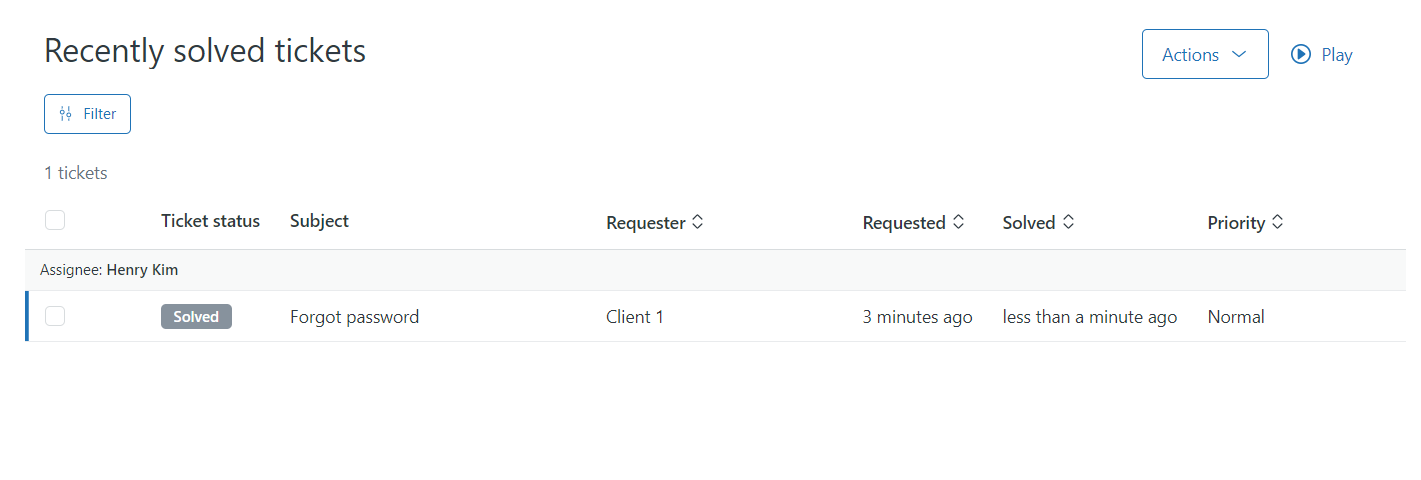 Recently solved tickets
Actions
Play
Filter
1 tickets
Ticket status Subject Requester Requested Solved Priority
Assignee: Henry Kim
Solved Forgot password Client 1 3 minutes ago less than a minute ago Normal